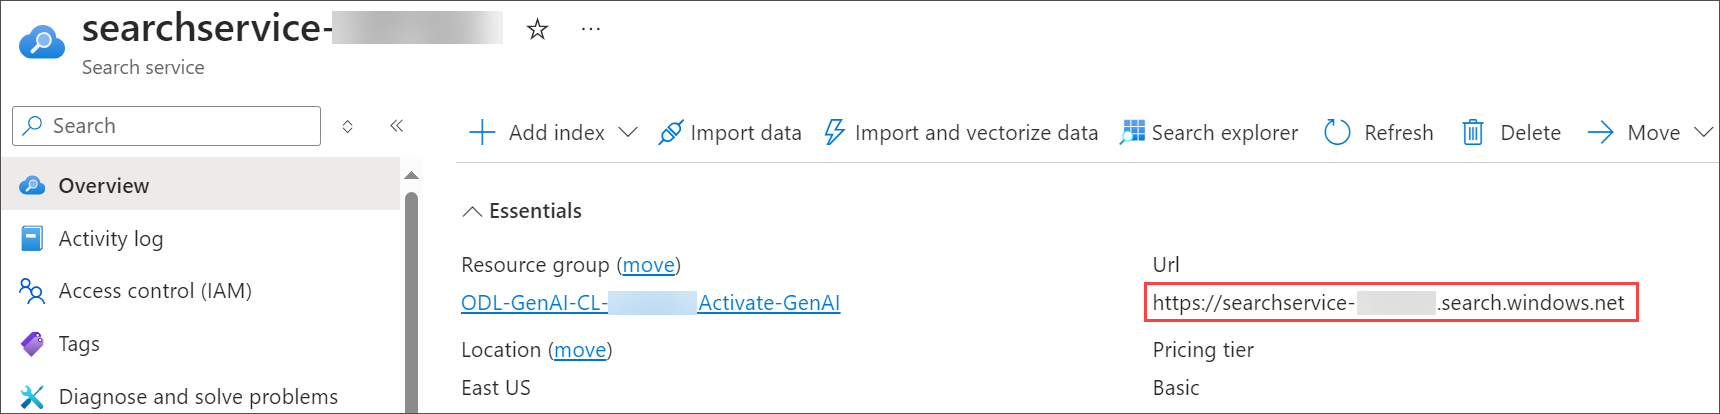 searchservice-
Search service
Search
Add index
Import data
Import and vectorize data
Search explorer
Refresh
Delete
Move
Overview
Activity log
Access control (IAM)
Tags
Diagnose and solve problems
Essentials
Resource group (move)
ODL-GenAI-CL- Activate-GenAI
Location (move)
East US
Url
https://searchservice- .search.windows.net
Pricing tier
Basic